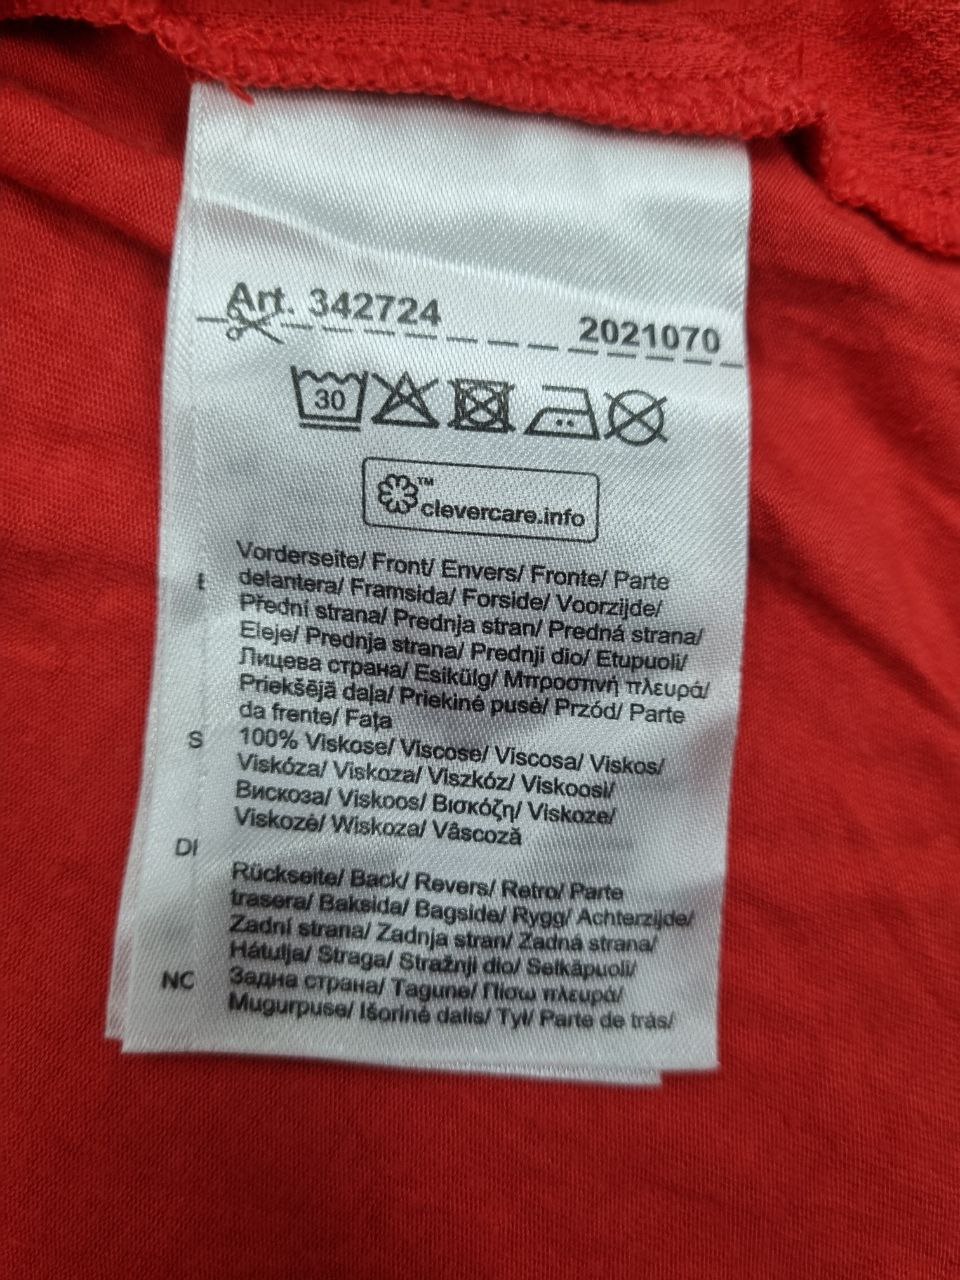 Art. 342724
2021070
30
clevercare.info
Vorderseite/ Front/ Envers/ Fronte/ Parte
delantera/ Framsida/ Forside/ Voorzijde/
Přední strana/ Prednja stran/ Predná strana/
Eleje/ Prednja strana/ Prednji dio/ Etupuoli/
Лицева страна/ Esikülg/ Μπροστινή πλευρά/
Priekšējā daļa/ Priekinė pusė/ Przód/ Parte
da frente/ Faţa
100% Viskose/ Viscose/ Viscosa/ Viskos/
Viskóza/ Viskoza/ Viszkóz/ Viskoosi/
Вискоза/ Viskoos/ Βισκόζη/ Viskoze/
Viskozė/ Wiskoza/ Vâscoză
Rückseite/ Back/ Revers/ Retro/ Parte
trasera/ Baksida/ Bagside/ Rygg/ Achterzijde/
Zadní strana/ Zadnja stran/ Zadná strana/
Hátulja/ Straga/ Stražnji dio/ Selkäpuoli/
Задна страна/ Tagune/ Πίσω πλευρά/
Mugurpuse/ Išorinė dalis/ Tył/ Parte de trás/
S
DI
NC